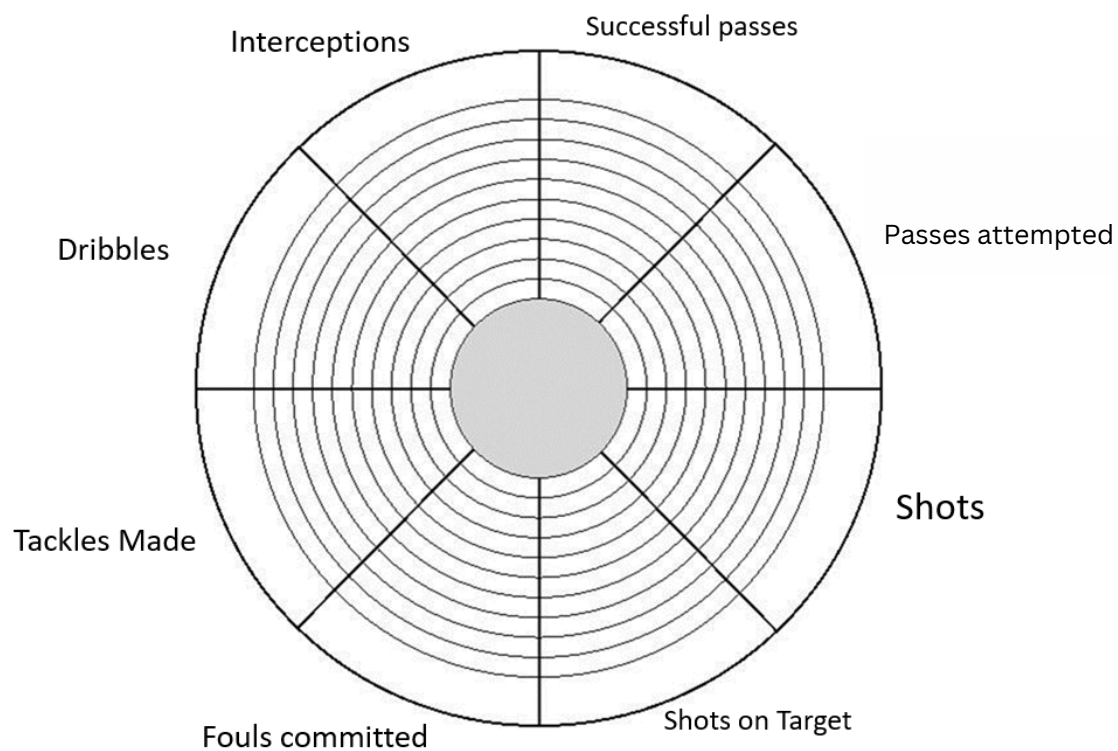 Successful passes
Interceptions
Passes attempted
Dribbles
Shots
Tackles Made
Shots on Target
Fouls committed